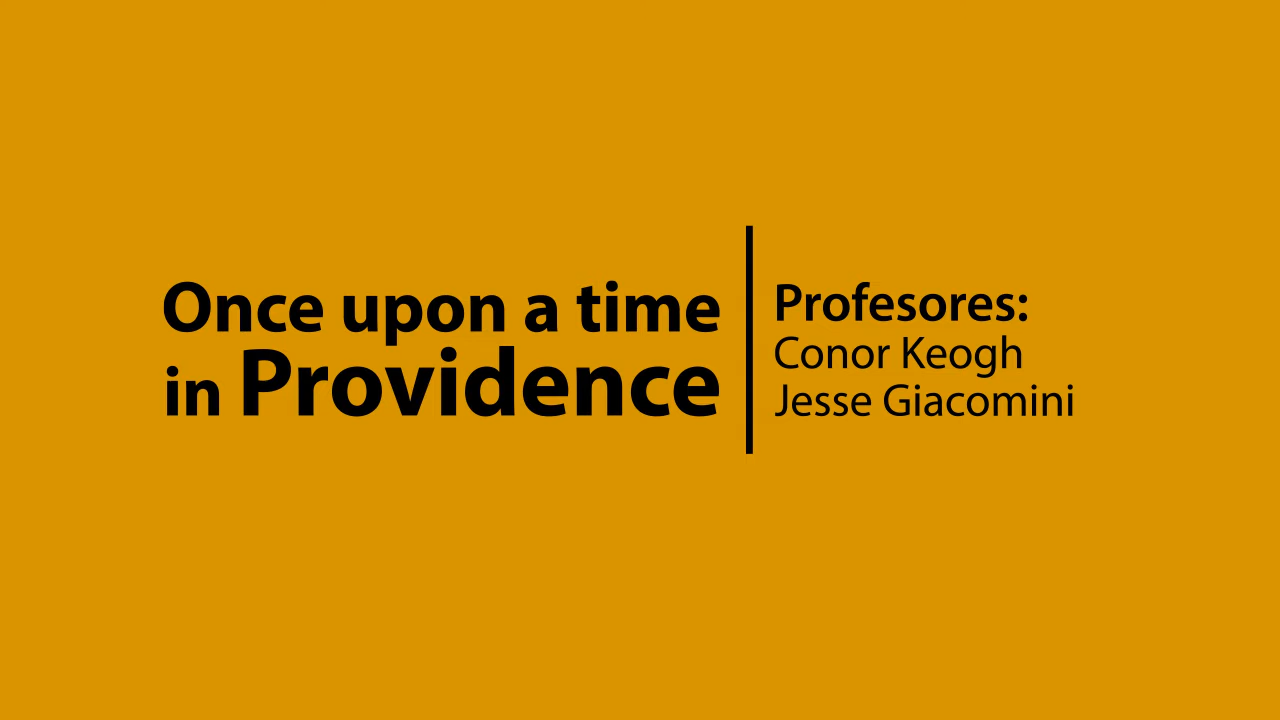 Once upon a time
in Providence
Profesores:
Conor Keogh
Jesse Giacomini